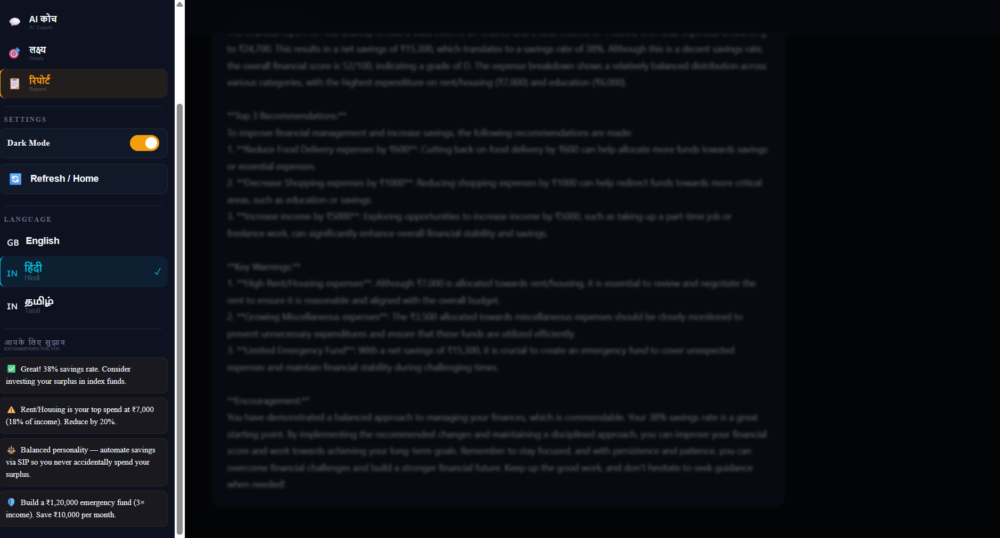 AI कोच
AI Coach
लक्ष्य
Goals
रिपोर्ट
Report
SETTINGS
Dark Mode
Refresh / Home
LANGUAGE
GB English
IN हिंदी ✓
Hindi
IN தமிழ்
Tamil
आपके लिए सुझाव
RECOMMENDED FOR YOU
✅ Great! 38% savings rate. Consider
investing your surplus in index funds.
⚠️ Rent/Housing is your top spend at ₹7,000
(18% of income). Reduce by 20%.
⚖️ Balanced personality — automate savings
via SIP so you never accidentally spend your
surplus.
🛡️ Build a ₹1,20,000 emergency fund (3×
income). Save ₹10,000 per month.
to ₹24,700. This results in a net savings of ₹15,300, which translates to a savings rate of 38%. Although this is a decent savings rate,
the overall financial score is 52/100, indicating a grade of D. The expense breakdown shows a relatively balanced distribution across
various categories, with the highest expenditure on rent/housing (₹7,000) and education (₹6,000).
**Top 3 Recommendations:**
To improve financial management and increase savings, the following recommendations are made:
1. **Reduce Food Delivery expenses by ₹600**: Cutting back on food delivery by ₹600 can help allocate more funds towards savings
or essential expenses.
2. **Decrease Shopping expenses by ₹1000**: Reducing shopping expenses by ₹1000 can help redirect funds towards more critical
areas, such as education or savings.
3. **Increase income by ₹5000**: Exploring opportunities to increase income by ₹5000, such as taking up a part-time job or
freelance work, can significantly enhance overall financial stability and savings.
**Key Warnings:**
1. **High Rent/Housing expenses**: Although ₹7,000 is allocated towards rent/housing, it is essential to review and negotiate the
rent to ensure it is reasonable and aligned with the overall budget.
2. **Growing Miscellaneous expenses**: The ₹3,500 allocated towards miscellaneous expenses should be closely monitored to
prevent unnecessary expenditures and ensure that these funds are utilized efficiently.
3. **Limited Emergency Fund**: With a net savings of ₹15,300, it is crucial to create an emergency fund to cover unexpected
expenses and maintain financial stability during challenging times.
**Encouragement:**
You have demonstrated a balanced approach to managing your finances, which is commendable. Your 38% savings rate is a great
starting point. By implementing the recommended changes and maintaining a disciplined approach, you can improve your financial
score and work towards achieving your long-term goals. Remember to stay focused, and with persistence and patience, you can
overcome financial challenges and build a stronger financial future. Keep up the good work, and don't hesitate to seek guidance
when needed!